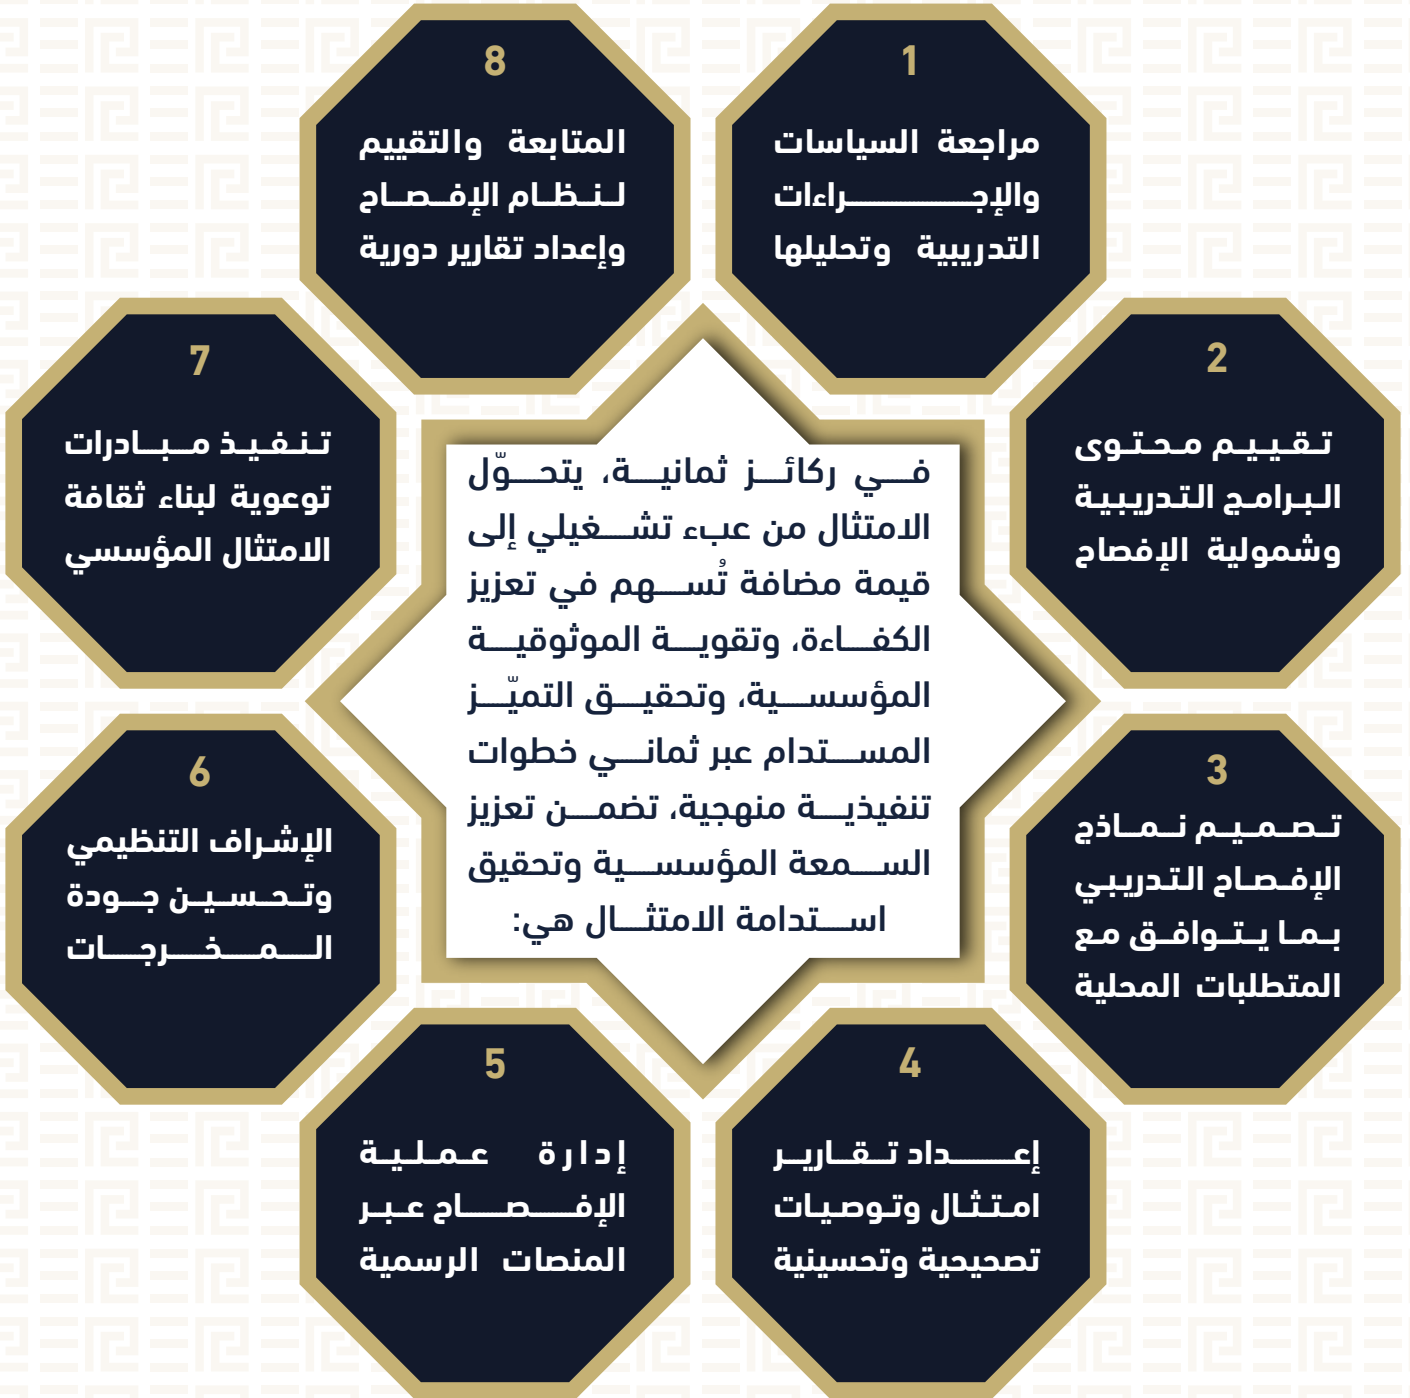 في ركائز ثمانية، يتحوّل
الامتثال من عبء تشغيلي إلى
قيمة مضافة تُسهم في تعزيز
الكفاءة، وتقوية الموثوقية
المؤسسية، وتحقيق التميّز
المستدام عبر ثماني خطوات
تنفيذية منهجية، تضمن تعزيز
السمعة المؤسسية وتحقيق
استدامة الامتثال هي:
1
مراجعة السياسات
والإجراءات
التدريبية وتحليلها
2
تقييم محتوى
البرامج التدريبية
وشمولية الإفصاح
3
تصميم نماذج
الإفصاح التدريبي
بما يتوافق مع
المتطلبات المحلية
4
إعداد تقارير
امتثال وتوصيات
تصحيحية وتحسينية
5
إدارة عملية
الإفصاح عبر
المنصات الرسمية
6
الإشراف التنظيمي
وتحسين جودة
المخرجات
7
تنفيذ مبادرات
توعوية لبناء ثقافة
الامتثال المؤسسي
8
المتابعة والتقييم
لنظام الإفصاح
وإعداد تقارير دورية